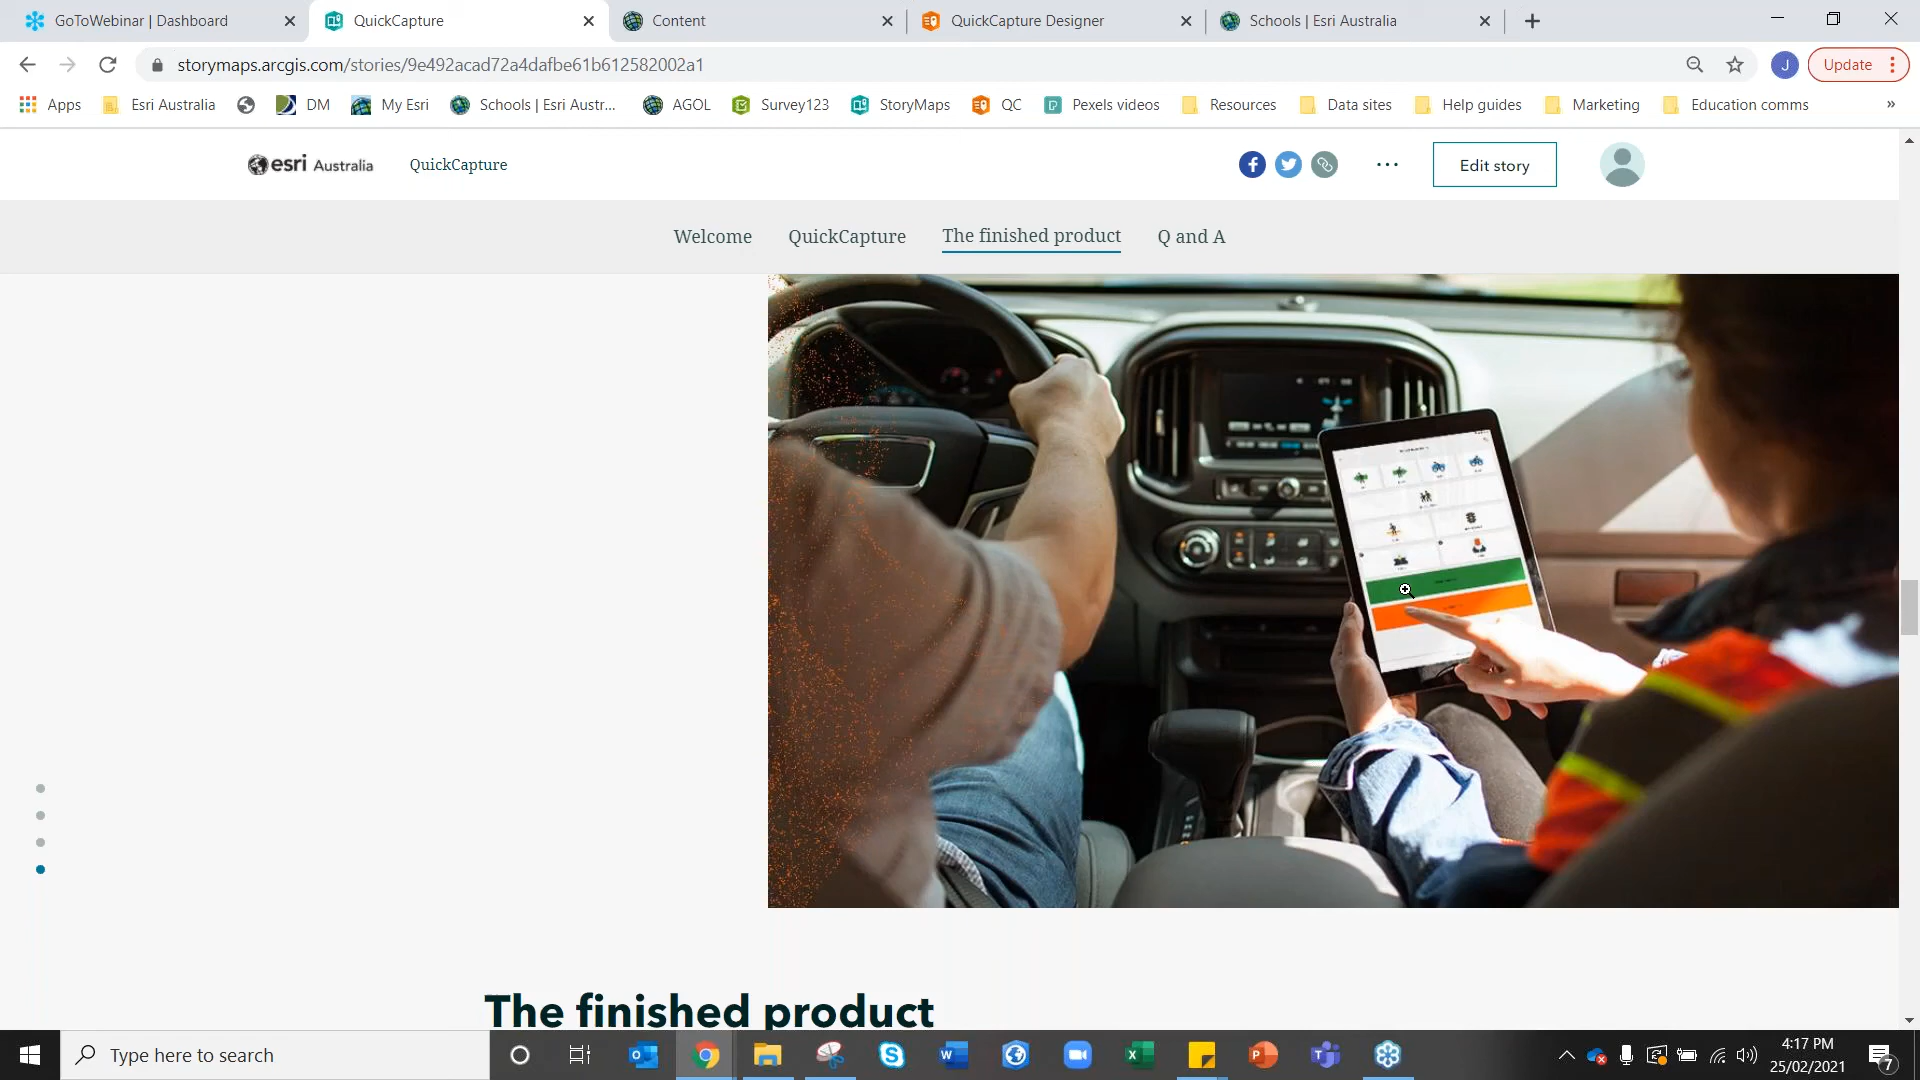 GoToWebinar | Dashboard
QuickCapture
Content
QuickCapture Designer
Schools | Esri Australia
storymaps.arcgis.com/stories/9e492acad72a4dafbe61b612582002a1
J
Update
Apps
Esri Australia
DM
My Esri
Schools | Esri Austr...
AGOL
Survey123
StoryMaps
QC
Pexels videos
Resources
Data sites
Help guides
Marketing
Education comms
»
esri Australia
QuickCapture
Edit story
Welcome
QuickCapture
The finished product
Q and A
The finished product
Type here to search
4:17 PM
25/02/2021
7